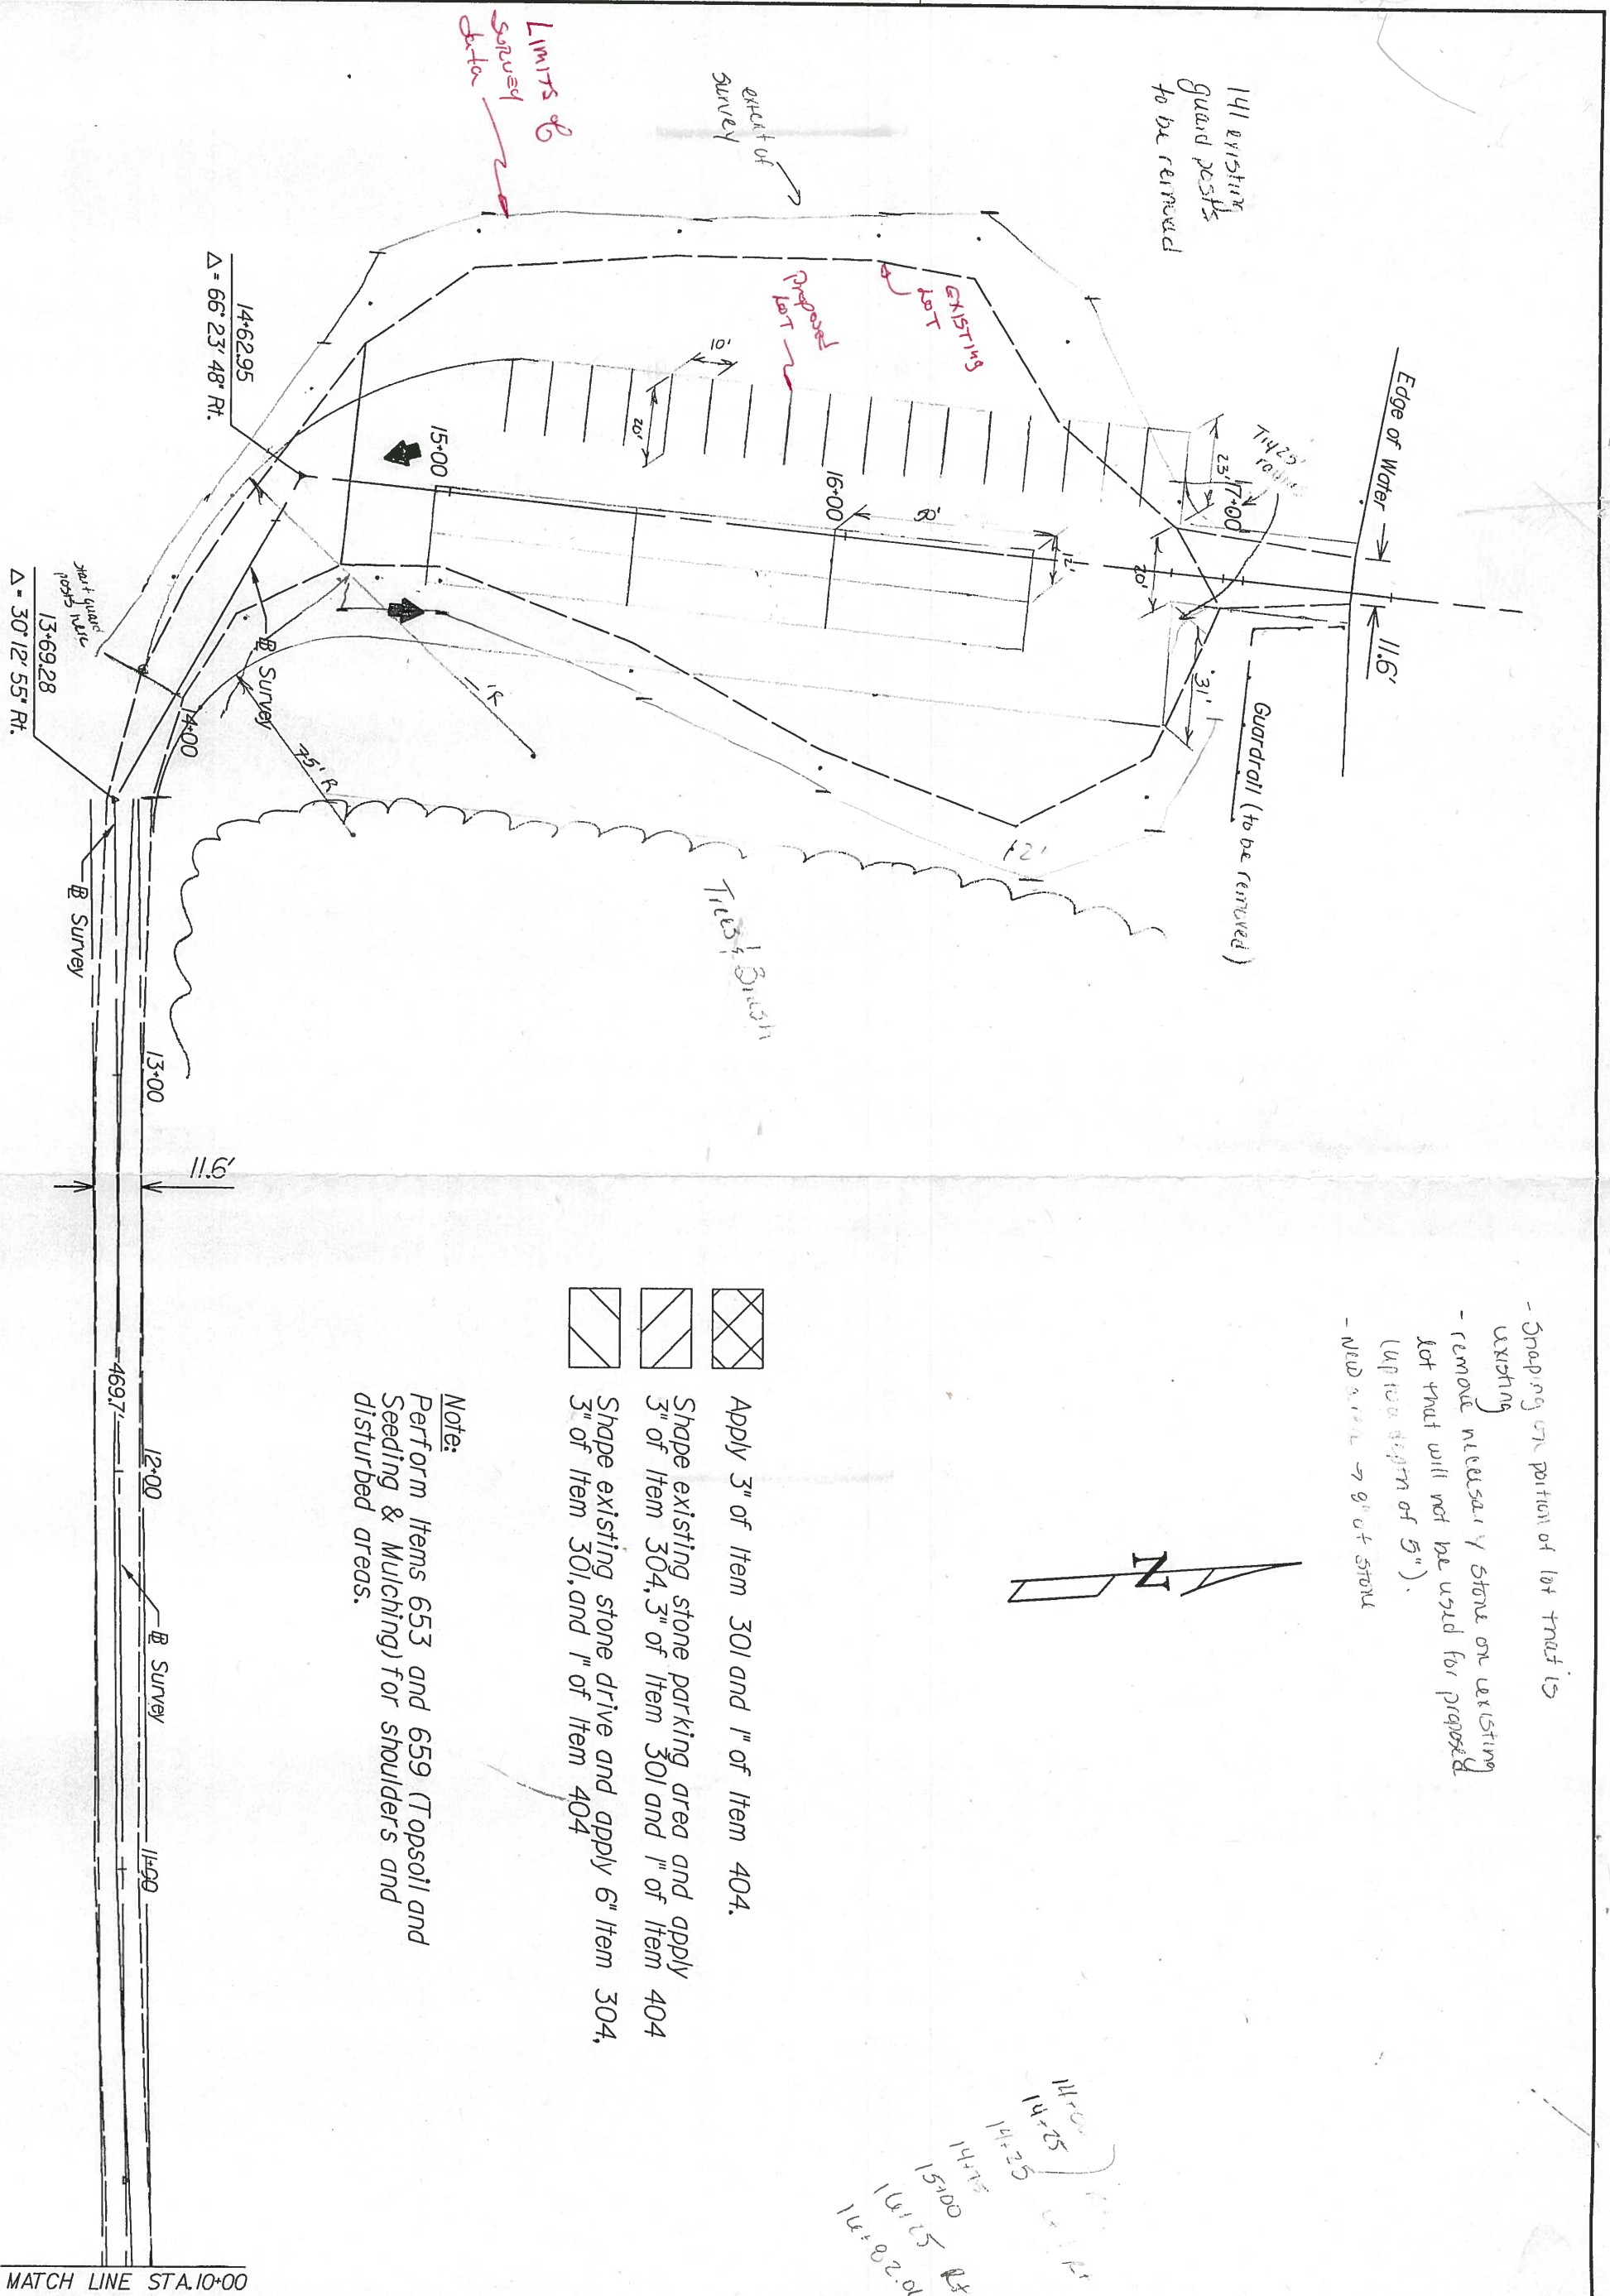 141 existing
guard posts
to be removed
Edge of Water
11.6'
Guardrail (to be removed)
extent of
survey
LIMITS of
SURVEY
data
EXISTING
LOT
Proposed
LOT
10'
20'
23'
17+00
12'
20'
31'
16+00
15+00
12'
75' R
14+00
14+62.95
Δ = 66° 23' 48" Rt.
start guard
posts here
13+69.28
Δ = 30° 12' 55" Rt.
B Survey
B Survey
Trees & Brush
13+00
11.6'
469.7'
12+00
B Survey
11+00
MATCH LINE STA. 10+00
- Shaping on portion of lot that is
existing
- remove necessary stone on existing
lot that will not be used for proposed
(up to a depth of 5").
- New area → 8" of stone
N
Apply 3" of Item 301 and 1" of Item 404.
Shape existing stone parking area and apply
3" of Item 304, 3" of Item 301 and 1" of Item 404
Shape existing stone drive and apply 6" Item 304,
3" of Item 301, and 1" of Item 404
Note:
Perform Items 653 and 659 (Topsoil and
Seeding & Mulching) for shoulders and
disturbed areas.
14+25
14+25
15+00
16+25 Rt